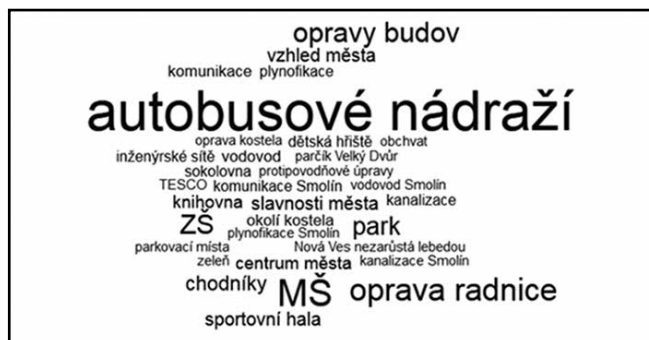 opravy budov
vzhled města
komunikace plynofikace
autobusové nádraží
oprava kostela dětská hřiště obchvat
inženýrské sítě vodovod parčík Velký Dvůr
sokolovna protipovodňové úpravy
TESCO komunikace Smolín vodovod Smolín
knihovna slavnosti města kanalizace
ZŠ okolí kostela park
plynofikace Smolín
parkovací místa Nová Ves nezarůstá lebedou
zeleň centrum města kanalizace Smolín
chodníky MŠ oprava radnice
sportovní hala